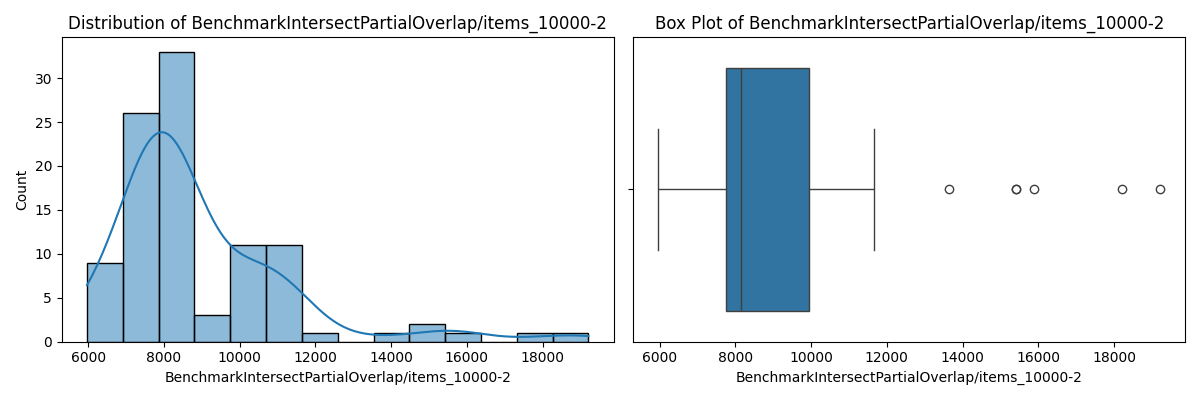 Distribution of BenchmarkIntersectPartialOverlap/items_10000-2
30
25
20
15
10
5
0
Count
6000 8000 10000 12000 14000 16000 18000
BenchmarkIntersectPartialOverlap/items_10000-2
Box Plot of BenchmarkIntersectPartialOverlap/items_10000-2
6000 8000 10000 12000 14000 16000 18000
BenchmarkIntersectPartialOverlap/items_10000-2